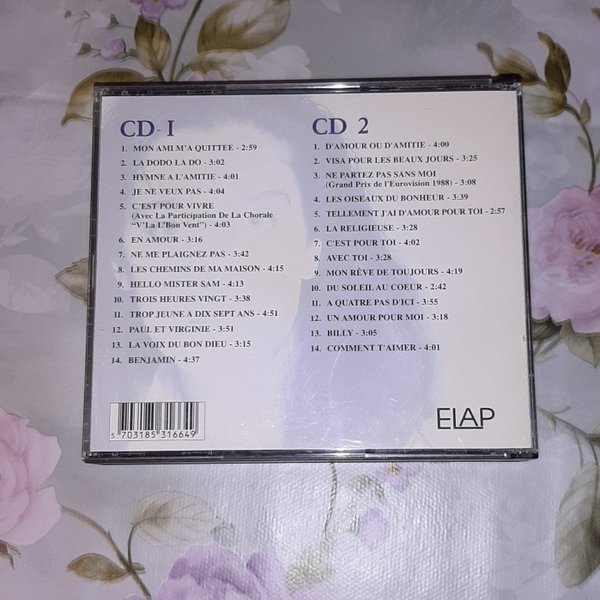 CD-1
1. MON AMI M'A QUITTEE - 2:59
2. LA DODO LA DO - 3:02
3. HYMNE A L'AMITIE - 4:01
4. JE NE VEUX PAS - 4:04
5. C'EST POUR VIVRE
(Avec La Participation De La Chorale
"V'La L'Bon Vent") - 4:03
6. EN AMOUR - 3:16
7. NE ME PLAIGNEZ PAS - 3:42
8. LES CHEMINS DE MA MAISON - 4:15
9. HELLO MISTER SAM - 4:13
10. TROIS HEURES VINGT - 3:38
11. TROP JEUNE A DIX SEPT ANS - 4:51
12. PAUL ET VIRGINIE - 3:51
13. LA VOIX DU BON DIEU - 3:15
14. BENJAMIN - 4:37
5 703185 316649
CD 2
1. D'AMOUR OU D'AMITIE - 4:00
2. VISA POUR LES BEAUX JOURS - 3:25
3. NE PARTEZ PAS SANS MOI
(Grand Prix de l'Eurovision 1988) - 3:08
4. LES OISEAUX DU BONHEUR - 3:39
5. TELLEMENT J'AI D'AMOUR POUR TOI - 2:57
6. LA RELIGIEUSE - 3:28
7. C'EST POUR TOI - 4:02
8. AVEC TOI - 3:28
9. MON RÊVE DE TOUJOURS - 4:19
10. DU SOLEIL AU COEUR - 2:42
11. A QUATRE PAS D'ICI - 3:55
12. UN AMOUR POUR MOI - 3:18
13. BILLY - 3:05
14. COMMENT T'AIMER - 4:01
ELAP